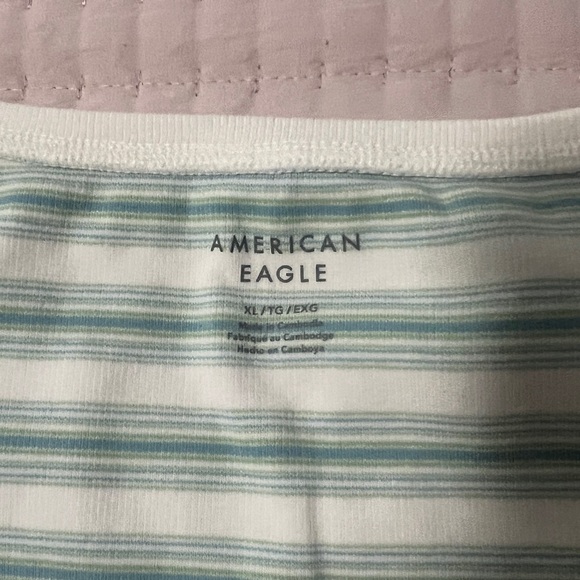 AMERICAN
EAGLE
XL / TG / EXG
Made in Cambodia
Fabriqué au Cambodge
Hecho en Camboya